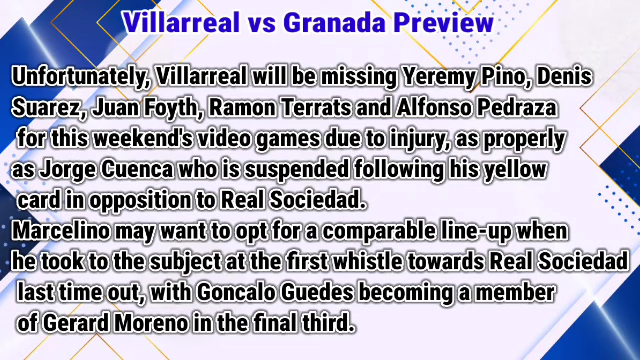 Villarreal vs Granada Preview
Unfortunately, Villarreal will be missing Yeremy Pino, Denis
Suarez, Juan Foyth, Ramon Terrats and Alfonso Pedraza
for this weekend's video games due to injury, as properly
as Jorge Cuenca who is suspended following his yellow
card in opposition to Real Sociedad.
Marcelino may want to opt for a comparable line-up when
he took to the subject at the first whistle towards Real Sociedad
last time out, with Goncalo Guedes becoming a member
of Gerard Moreno in the final third.